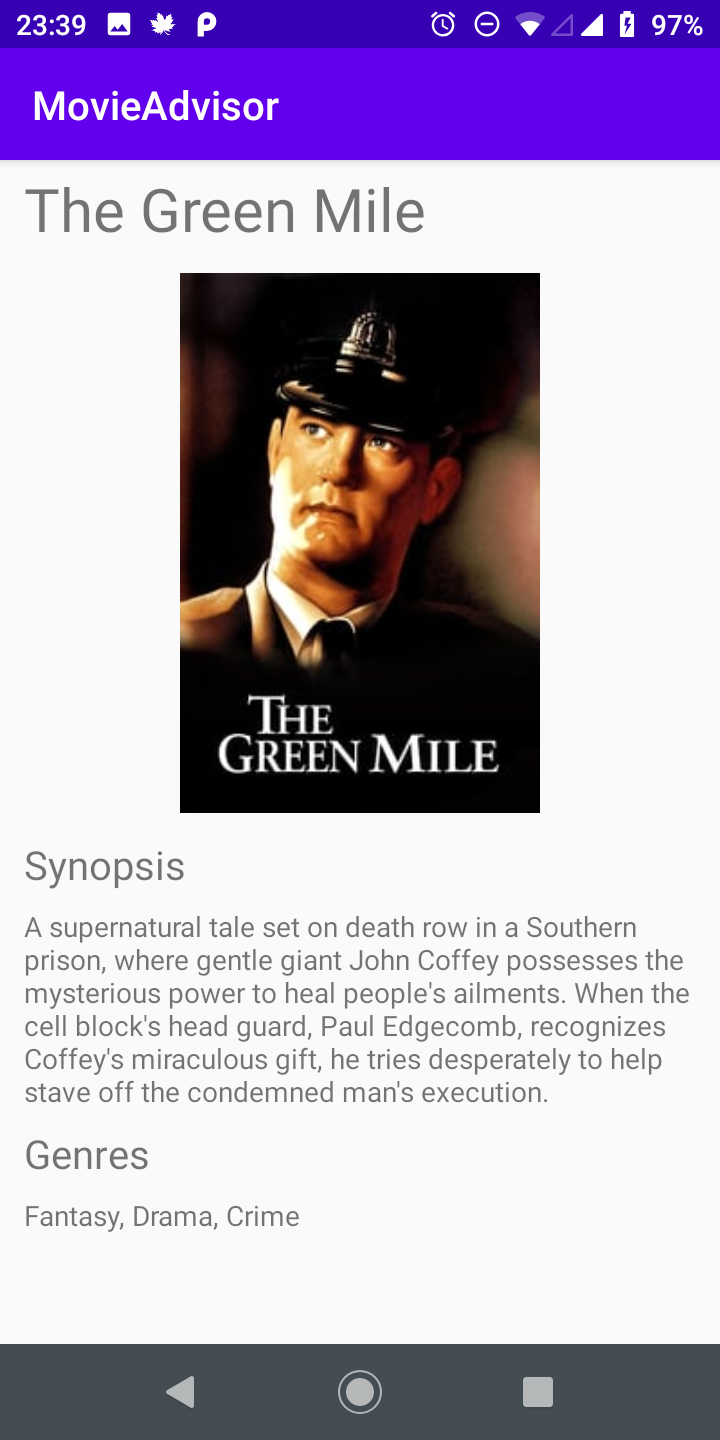 23:39 97%
MovieAdvisor
The Green Mile
THE
GREEN MILE
Synopsis
A supernatural tale set on death row in a Southern
prison, where gentle giant John Coffey possesses the
mysterious power to heal people's ailments. When the
cell block's head guard, Paul Edgecomb, recognizes
Coffey's miraculous gift, he tries desperately to help
stave off the condemned man's execution.
Genres
Fantasy, Drama, Crime